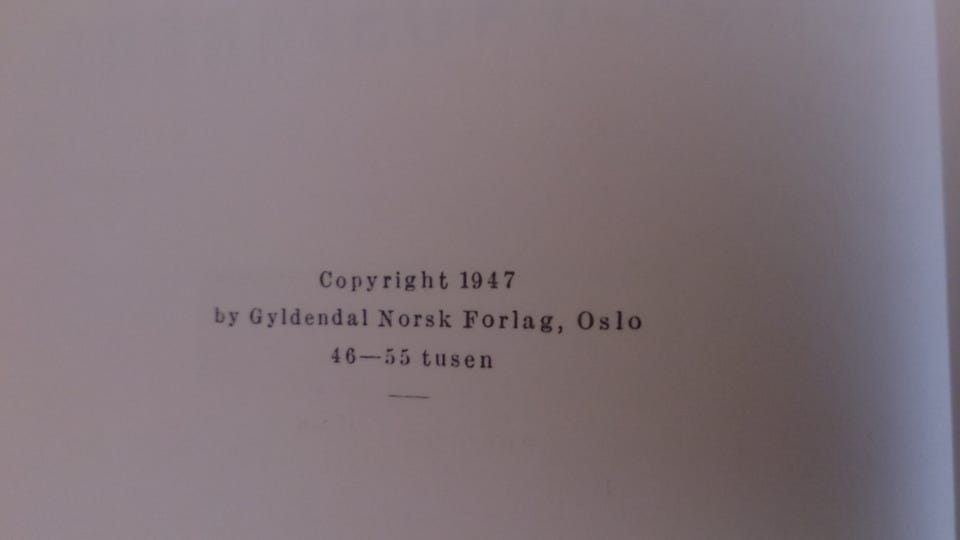 Copyright 1947
by Gyldendal Norsk Forlag, Oslo
46—55 tusen